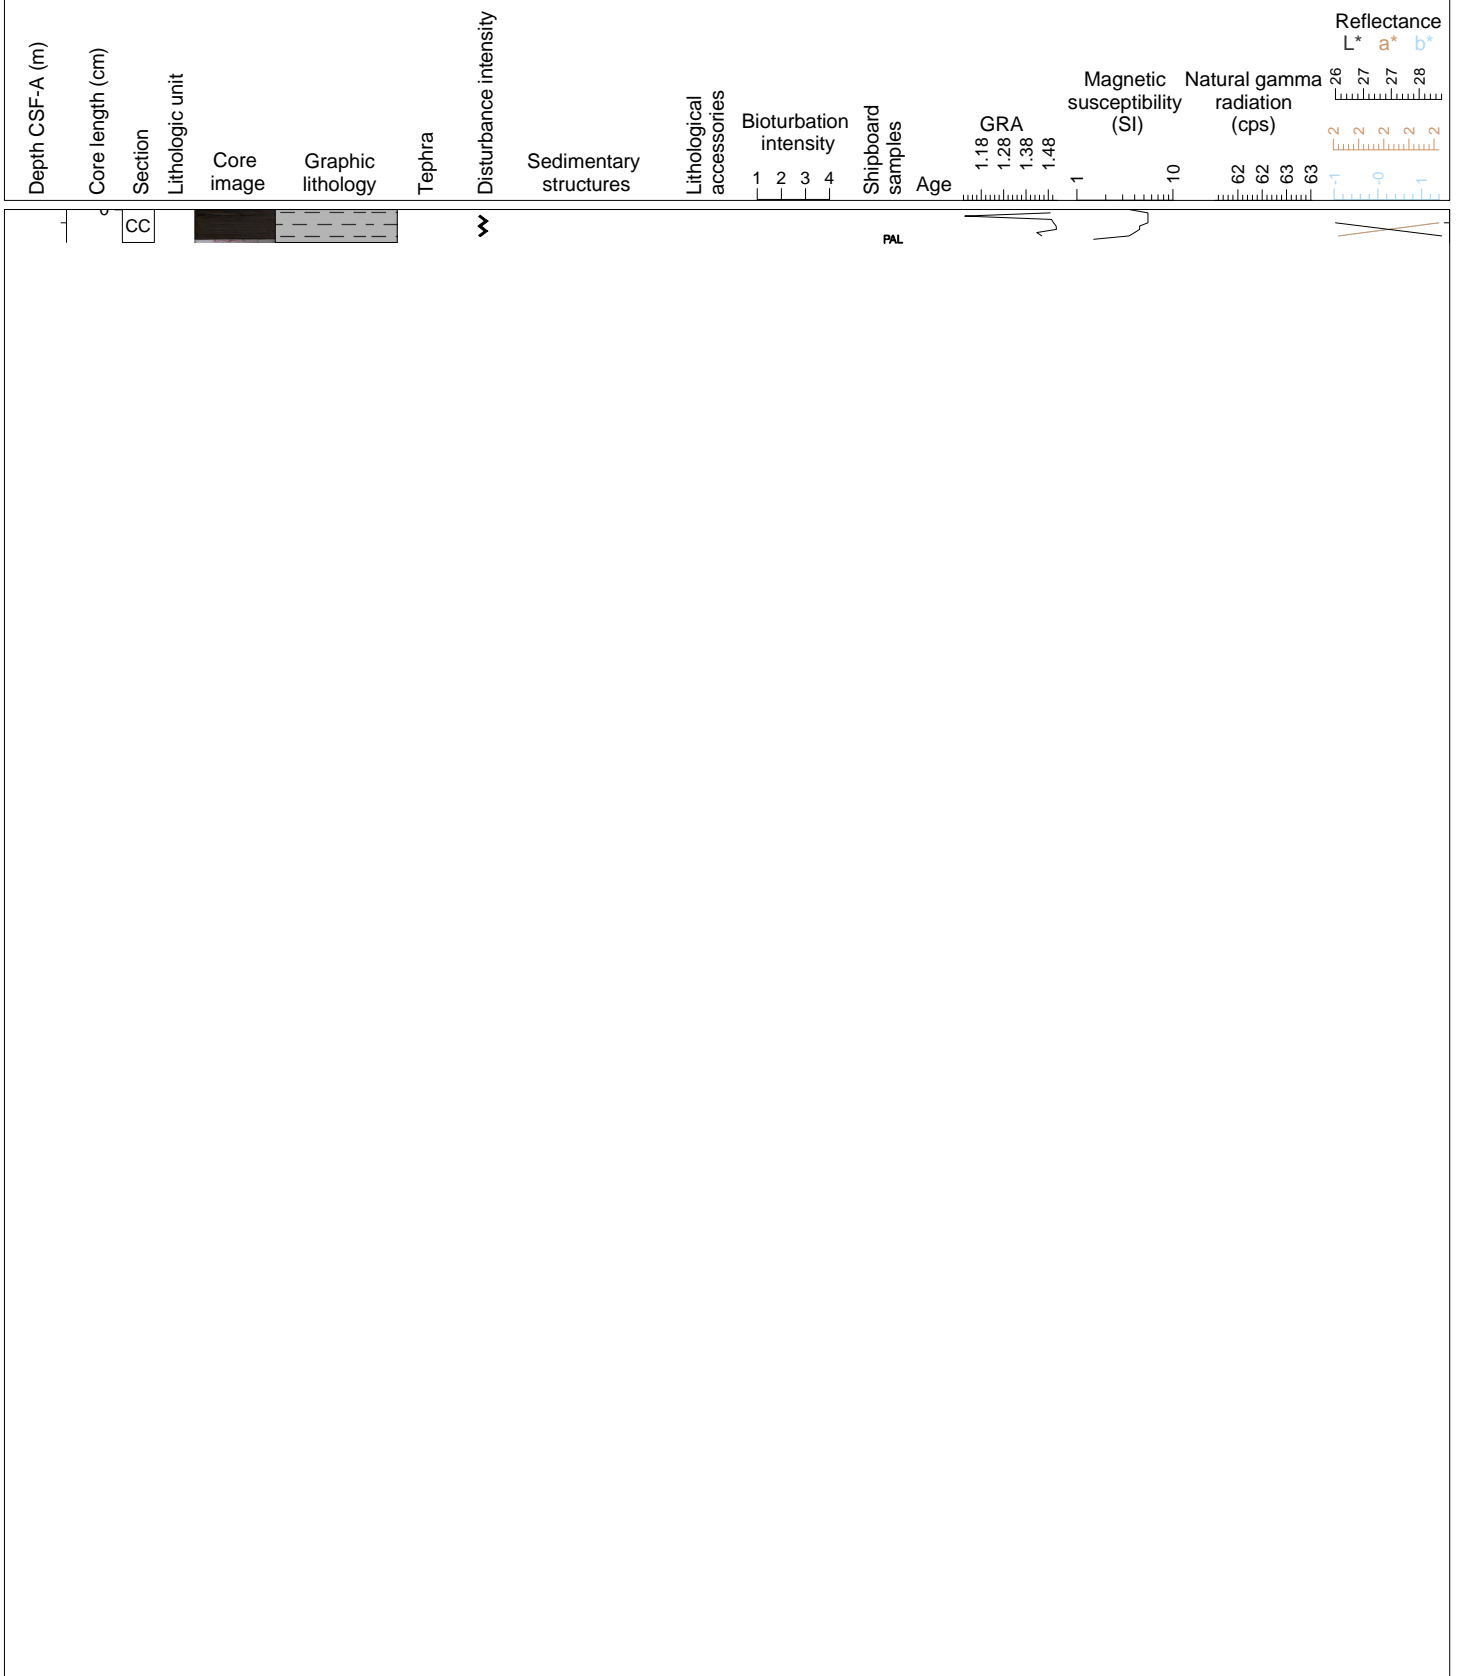 Depth CSF-A (m)
Core length (cm)
Section
Lithologic unit
Core
image
Graphic
lithology
Tephra
Disturbance intensity
Sedimentary
structures
Lithological
accessories
Bioturbation
intensity
1 2 3 4
Shipboard
samples
Age
GRA
1.18
1.28
1.38
1.48
Magnetic
susceptibility
(SI)
1
10
Natural gamma
radiation
(cps)
62
62
63
63
Reflectance
L* a* b*
26
27
27
28
2
2
2
2
2
-1
-0
1
0
CC
PAL